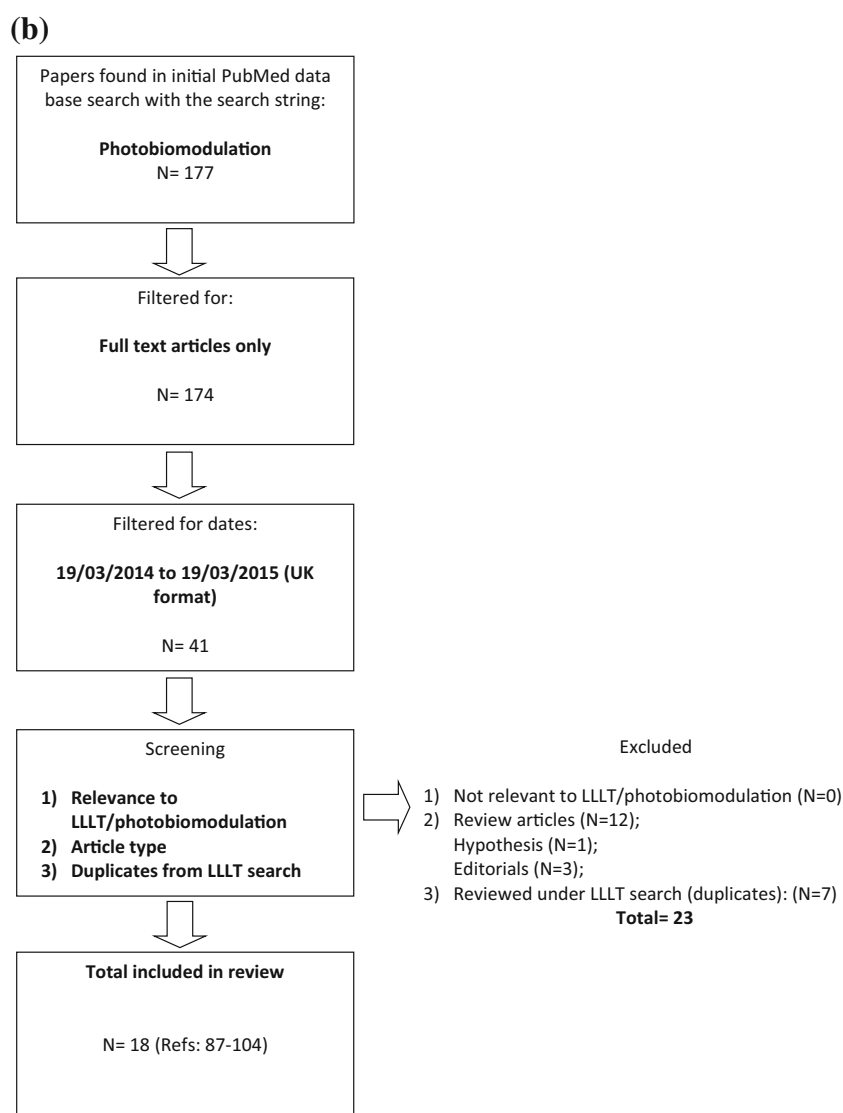 (b)
Papers found in initial PubMed data
base search with the search string:
Photobiomodulation
N= 177
Filtered for:
Full text articles only
N= 174
Filtered for dates:
19/03/2014 to 19/03/2015 (UK
format)
N= 41
Screening
1) Relevance to
LLLT/photobiomodulation
2) Article type
3) Duplicates from LLLT search
Excluded
1) Not relevant to LLLT/photobiomodulation (N=0)
2) Review articles (N=12);
Hypothesis (N=1);
Editorials (N=3);
3) Reviewed under LLLT search (duplicates): (N=7)
Total= 23
Total included in review
N= 18 (Refs: 87-104)